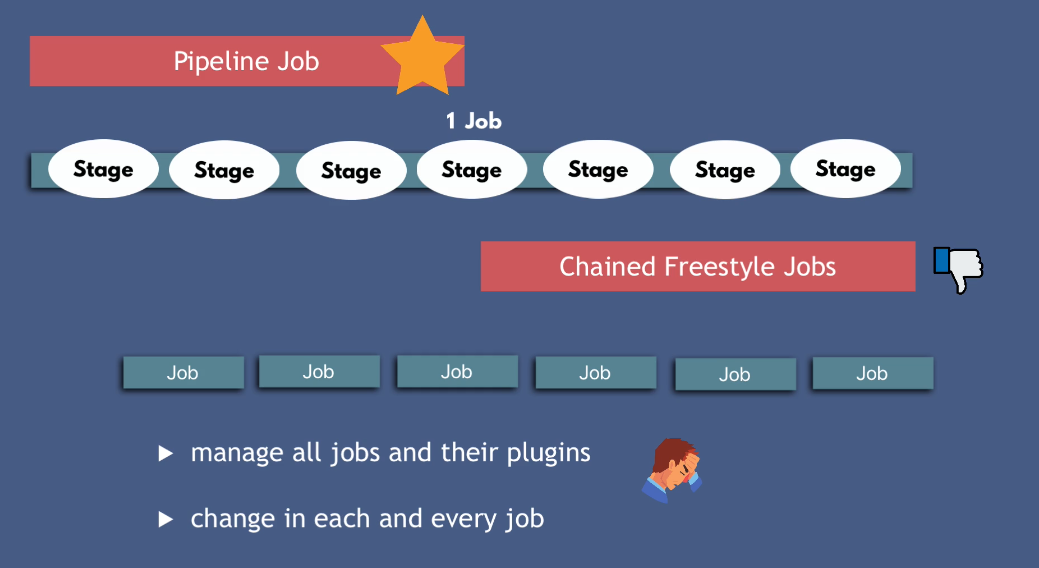 Pipeline Job
1 Job
Stage Stage Stage Stage Stage Stage Stage
Chained Freestyle Jobs
Job Job Job Job Job Job
manage all jobs and their plugins
change in each and every job